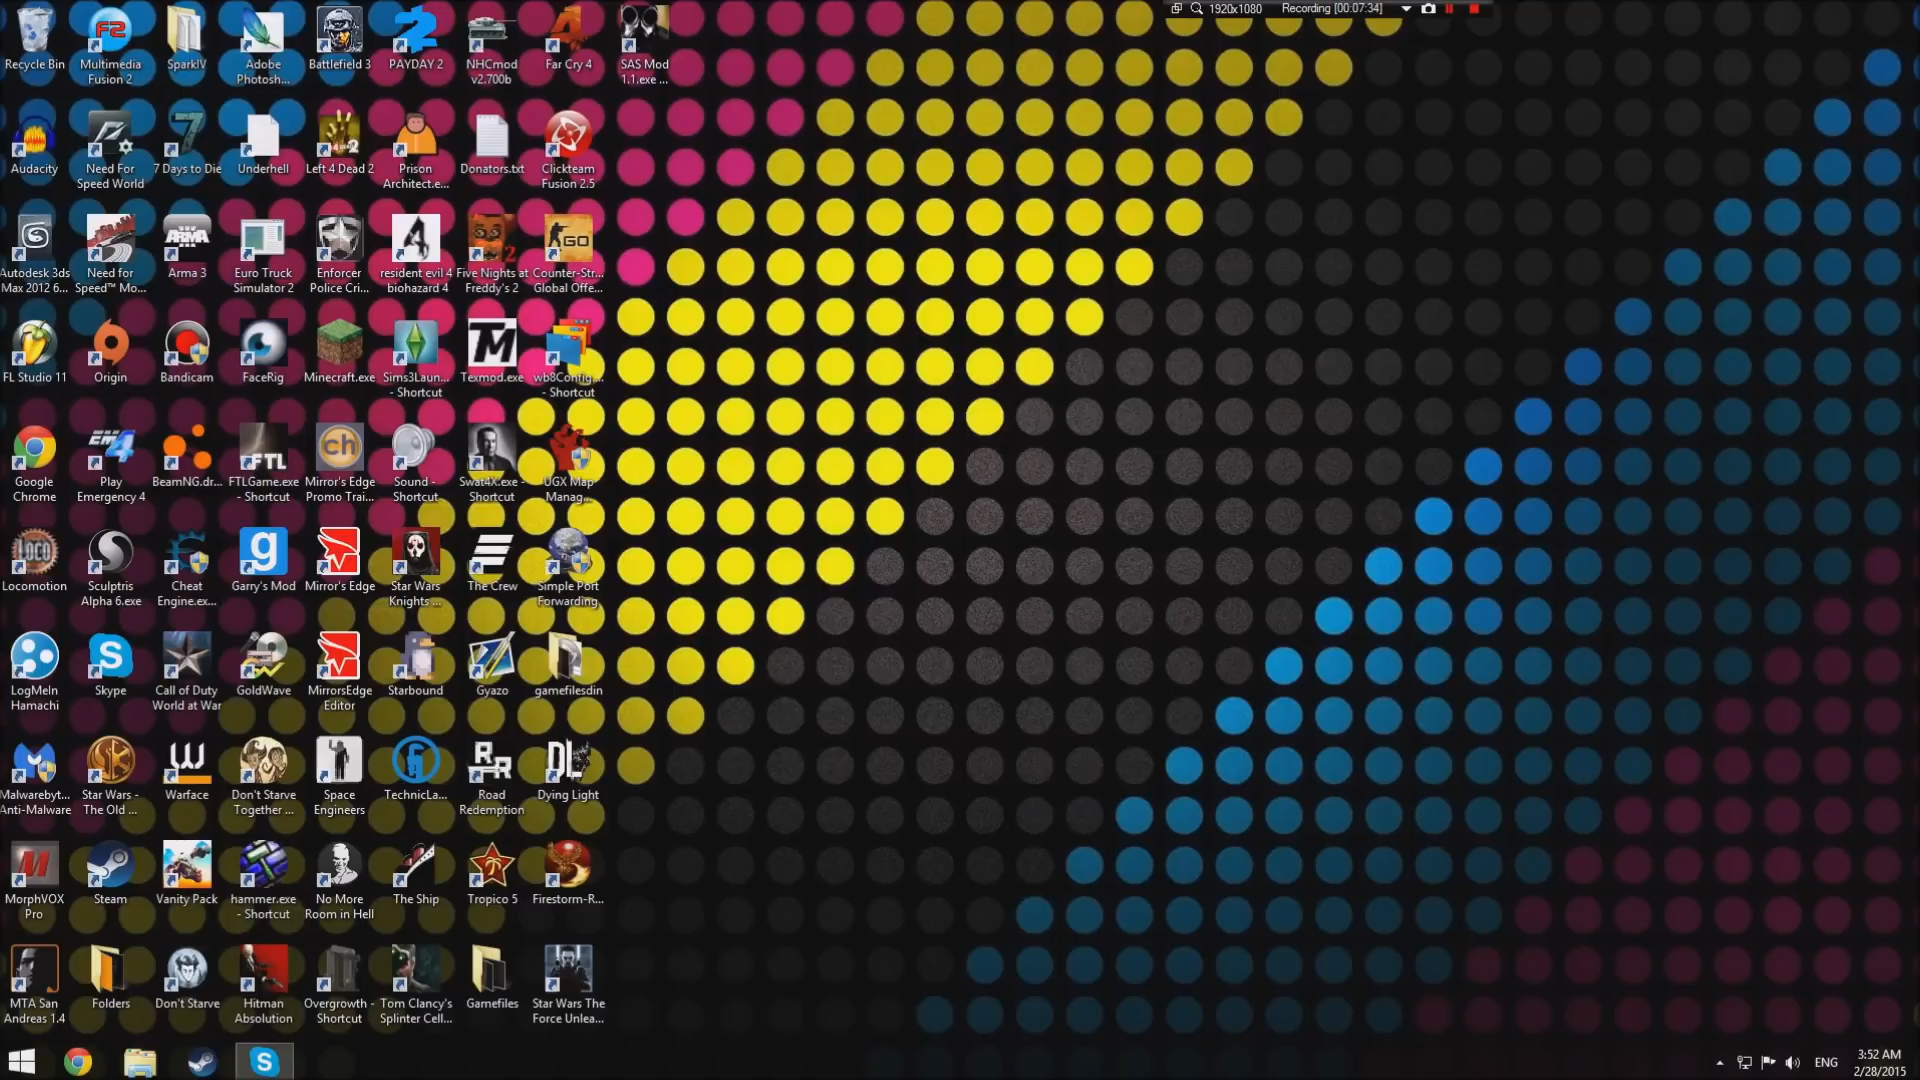 1920x1080 Recording [00:07:34]
Recycle Bin
Multimedia
Fusion 2
SparkIV
Adobe
Photosh...
Battlefield 3
PAYDAY 2
NHCmod
v2.700b
Far Cry 4
SAS Mod
1.1.exe ...
Audacity
Need For
Speed World
7 Days to Die
Underhell
Left 4 Dead 2
Prison
Architect.e...
Donators.txt
Clickteam
Fusion 2.5
Autodesk 3ds
Max 2012 6...
Need for
Speed™ Mo...
Arma 3
Euro Truck
Simulator 2
Enforcer
Police Cri...
resident evil 4
biohazard 4
Five Nights at
Freddy's 2
Counter-Str...
Global Offe...
FL Studio 11
Origin
Bandicam
FaceRig
Minecraft.exe
Sims3Laun...
- Shortcut
Texmod.exe
wb8Config...
- Shortcut
Google
Chrome
Play
Emergency 4
BeamNG.dr...
FTLGame.exe
- Shortcut
Mirror's Edge
Promo Trai...
Sound -
Shortcut
Swat4X.exe -
Shortcut
UGX Map
Manag...
Locomotion
Sculptris
Alpha 6.exe
Cheat
Engine.ex...
Garry's Mod
Mirror's Edge
Star Wars
Knights ...
The Crew
Simple Port
Forwarding
LogMeIn
Hamachi
Skype
Call of Duty
World at War
GoldWave
MirrorsEdge
Editor
Starbound
Gyazo
gamefilesdin
Malwarebyt...
Anti-Malware
Star Wars -
The Old ...
Warface
Don't Starve
Together ...
Space
Engineers
TechnicLa...
Road
Redemption
Dying Light
MorphVOX
Pro
Steam
Vanity Pack
hammer.exe
- Shortcut
No More
Room in Hell
The Ship
Tropico 5
Firestorm-R...
MTA San
Andreas 1.4
Folders
Don't Starve
Hitman
Absolution
Overgrowth -
Shortcut
Tom Clancy's
Splinter Cell...
Gamefiles
Star Wars The
Force Unlea...
ENG
3:52 AM
2/28/2015